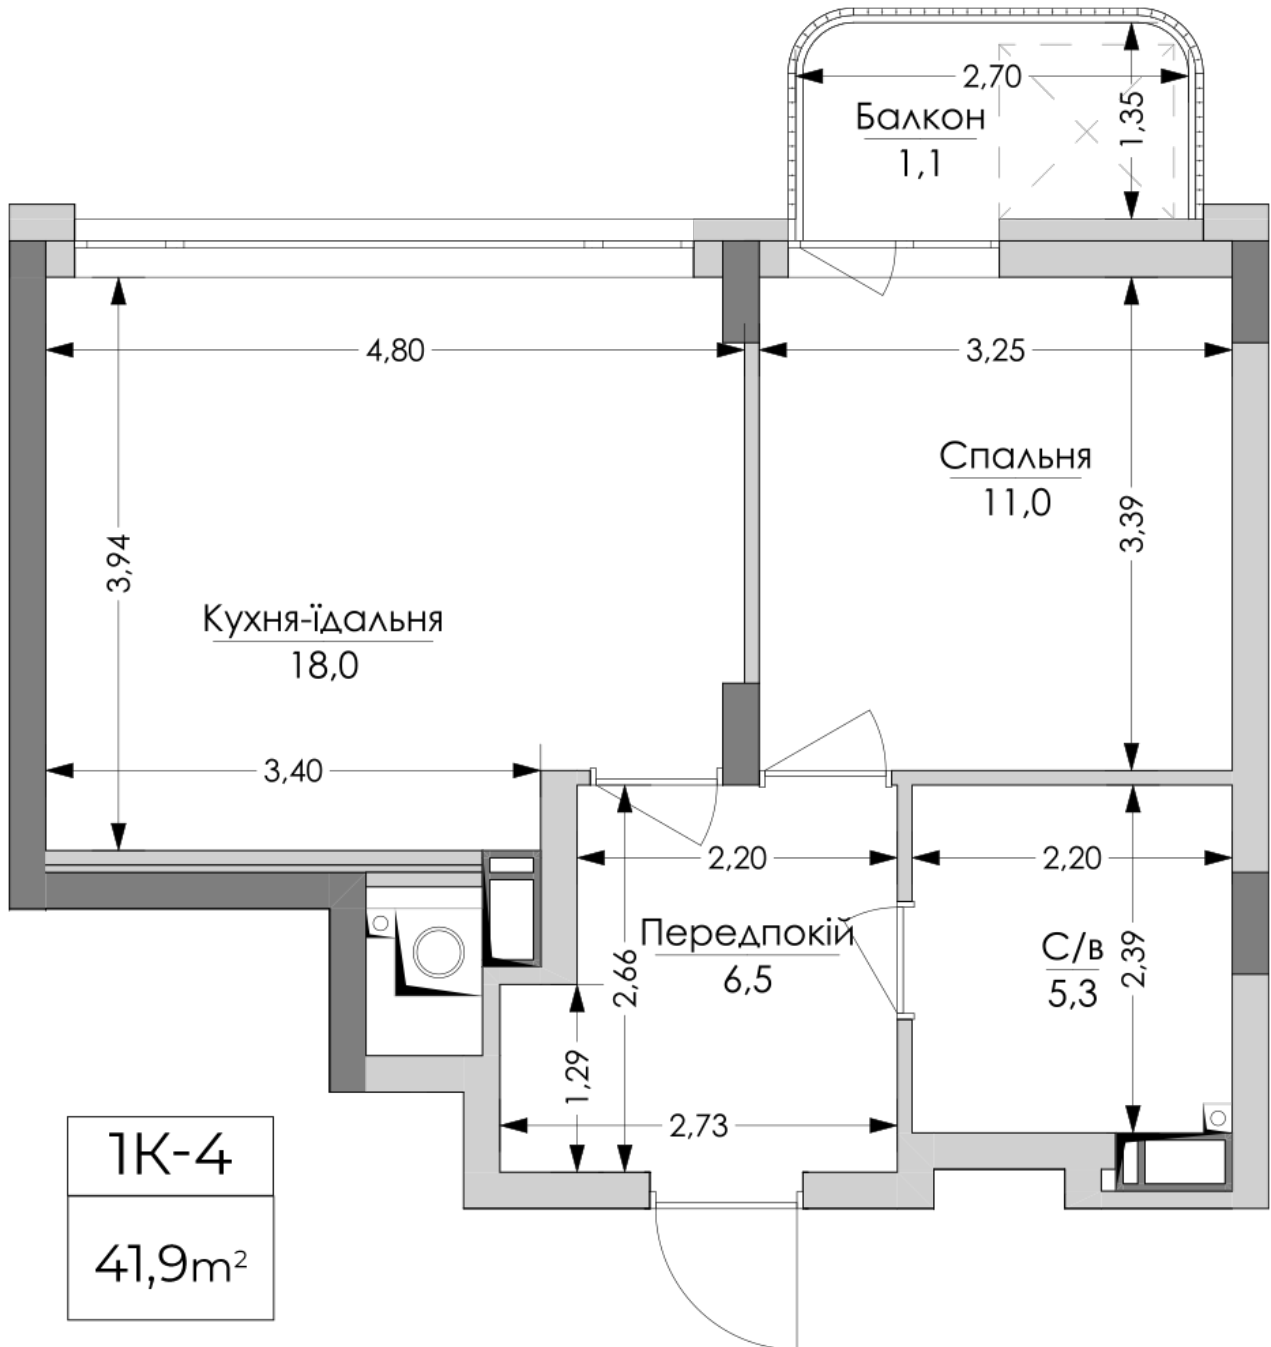 2,70
1,35
Балкон
1,1
4,80
3,25
Спальня
11,0
3,39
3,94
Кухня-їдальня
18,0
3,40
2,20
2,20
Передпокій
6,5
2,66
С/в
5,3
2,39
1,29
2,73
1К-4
41,9m²